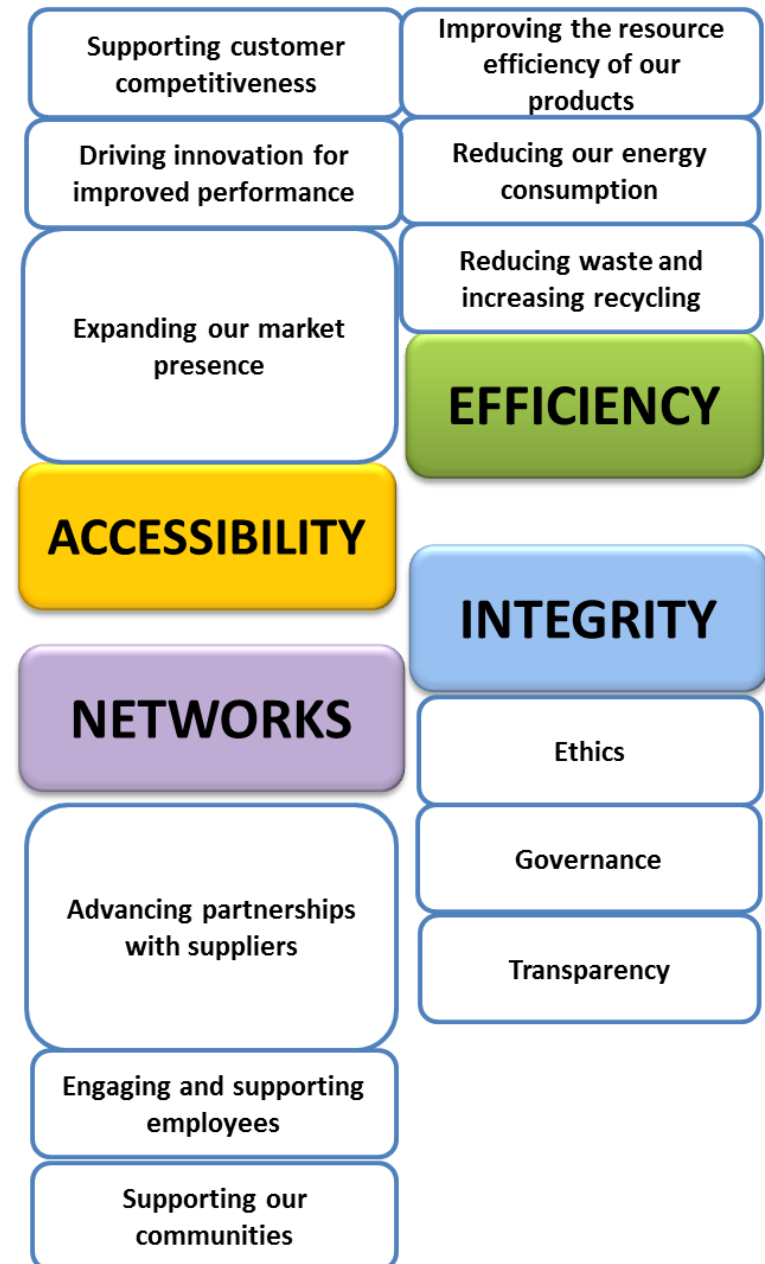 Supporting customer
competitiveness
Driving innovation for
improved performance
Expanding our market
presence
ACCESSIBILITY
Improving the resource
efficiency of our
products
Reducing our energy
consumption
Reducing waste and
increasing recycling
EFFICIENCY
NETWORKS
Advancing partnerships
with suppliers
Engaging and supporting
employees
Supporting our
communities
INTEGRITY
Ethics
Governance
Transparency